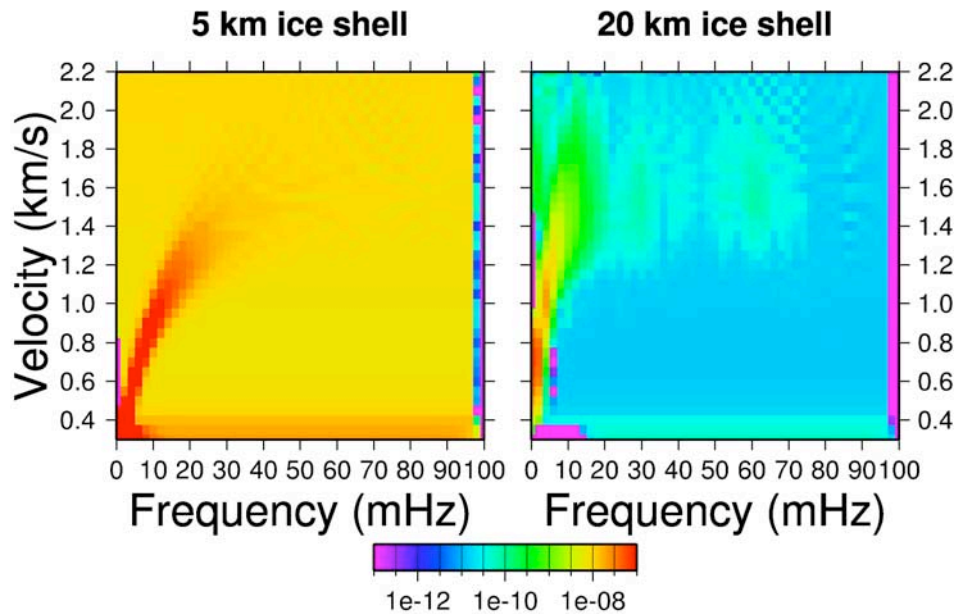 5 km ice shell 20 km ice shell
2.2 2.2
2.0 2.0
1.8 1.8
1.6 1.6
1.4 1.4
1.2 1.2
1.0 1.0
0.8 0.8
0.6 0.6
0.4 0.4
Velocity (km/s)
0 10 20 30 40 50 60 70 80 90 100 0 10 20 30 40 50 60 70 80 90 100
Frequency (mHz) Frequency (mHz)
1e-12 1e-10 1e-08